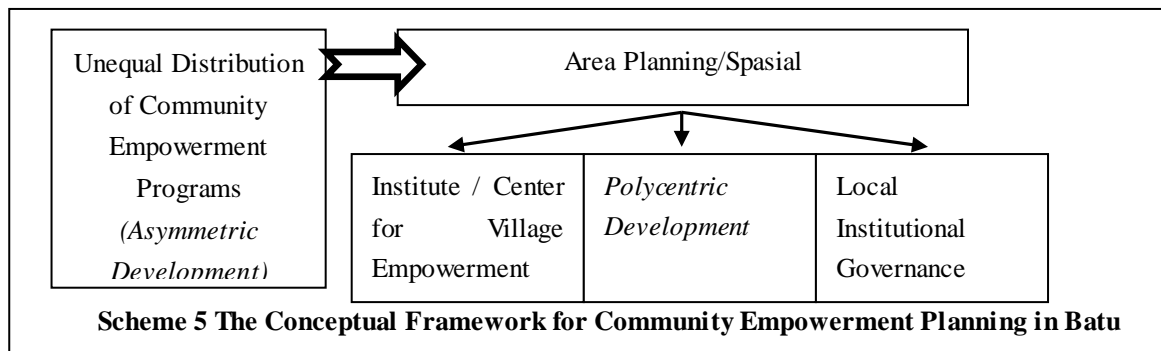 Unequal Distribution
of Community
Empowerment
Programs
(Asymmetric
Development)
Area Planning/Spasial
Institute / Center
for Village
Empowerment
Polycentric
Development
Local
Institutional
Governance
Scheme 5 The Conceptual Framework for Community Empowerment Planning in Batu